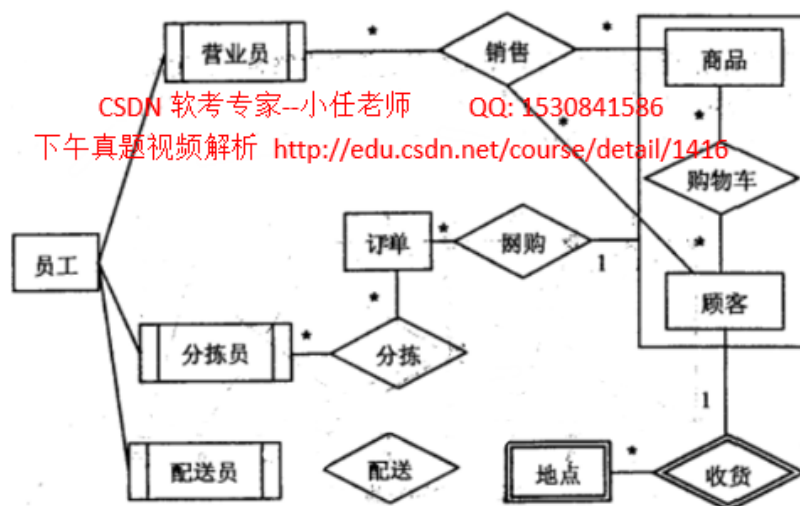 营业员 * 销售 * 商品
CSDN 软考专家--小任老师 QQ: 1530841586
* *
下午真题视频解析 http://edu.csdn.net/course/detail/1416
购物车
订单 * 网购 1 *
员工
顾客
* 
分拣员 * 分拣
1
配送员 配送 地点 * 收货